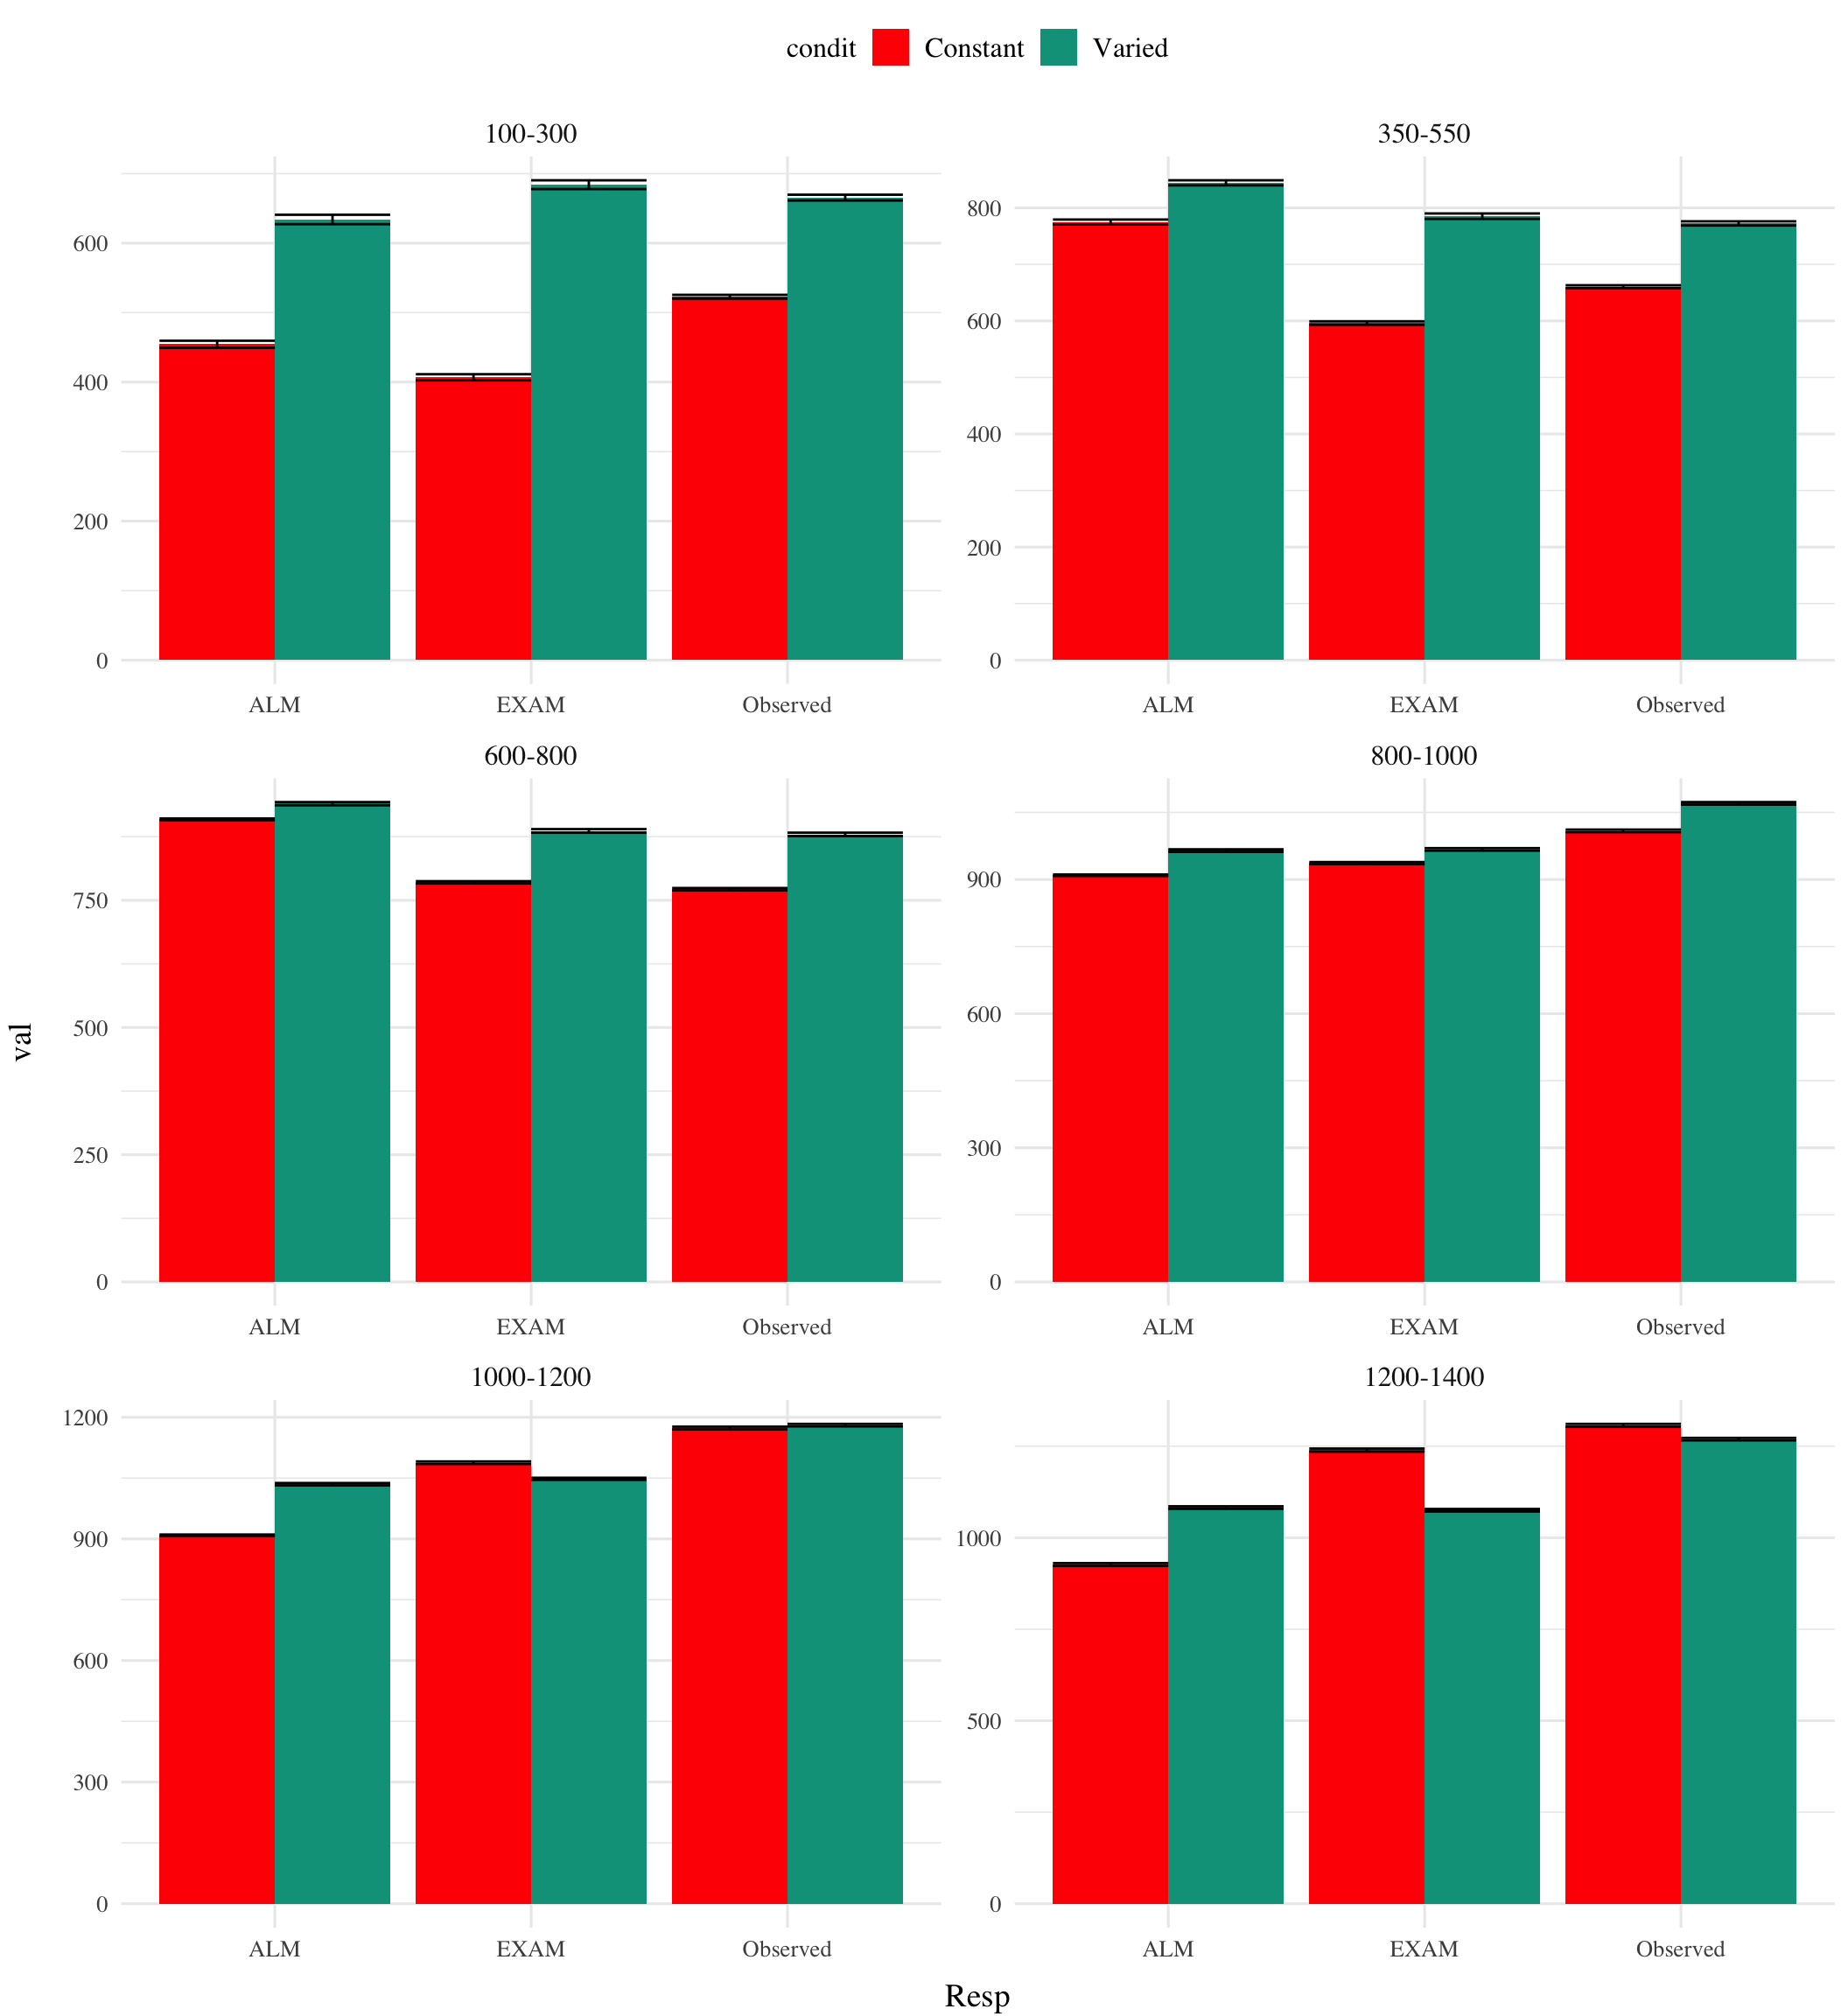 condit Constant Varied
100-300 350-550
600 400 200 0
800 600 400 200 0
ALM EXAM Observed ALM EXAM Observed
600-800 800-1000
750 500 250 0
900 600 300 0
ALM EXAM Observed ALM EXAM Observed
1000-1200 1200-1400
1200 900 600 300 0
1000 500 0
ALM EXAM Observed ALM EXAM Observed
val
Resp